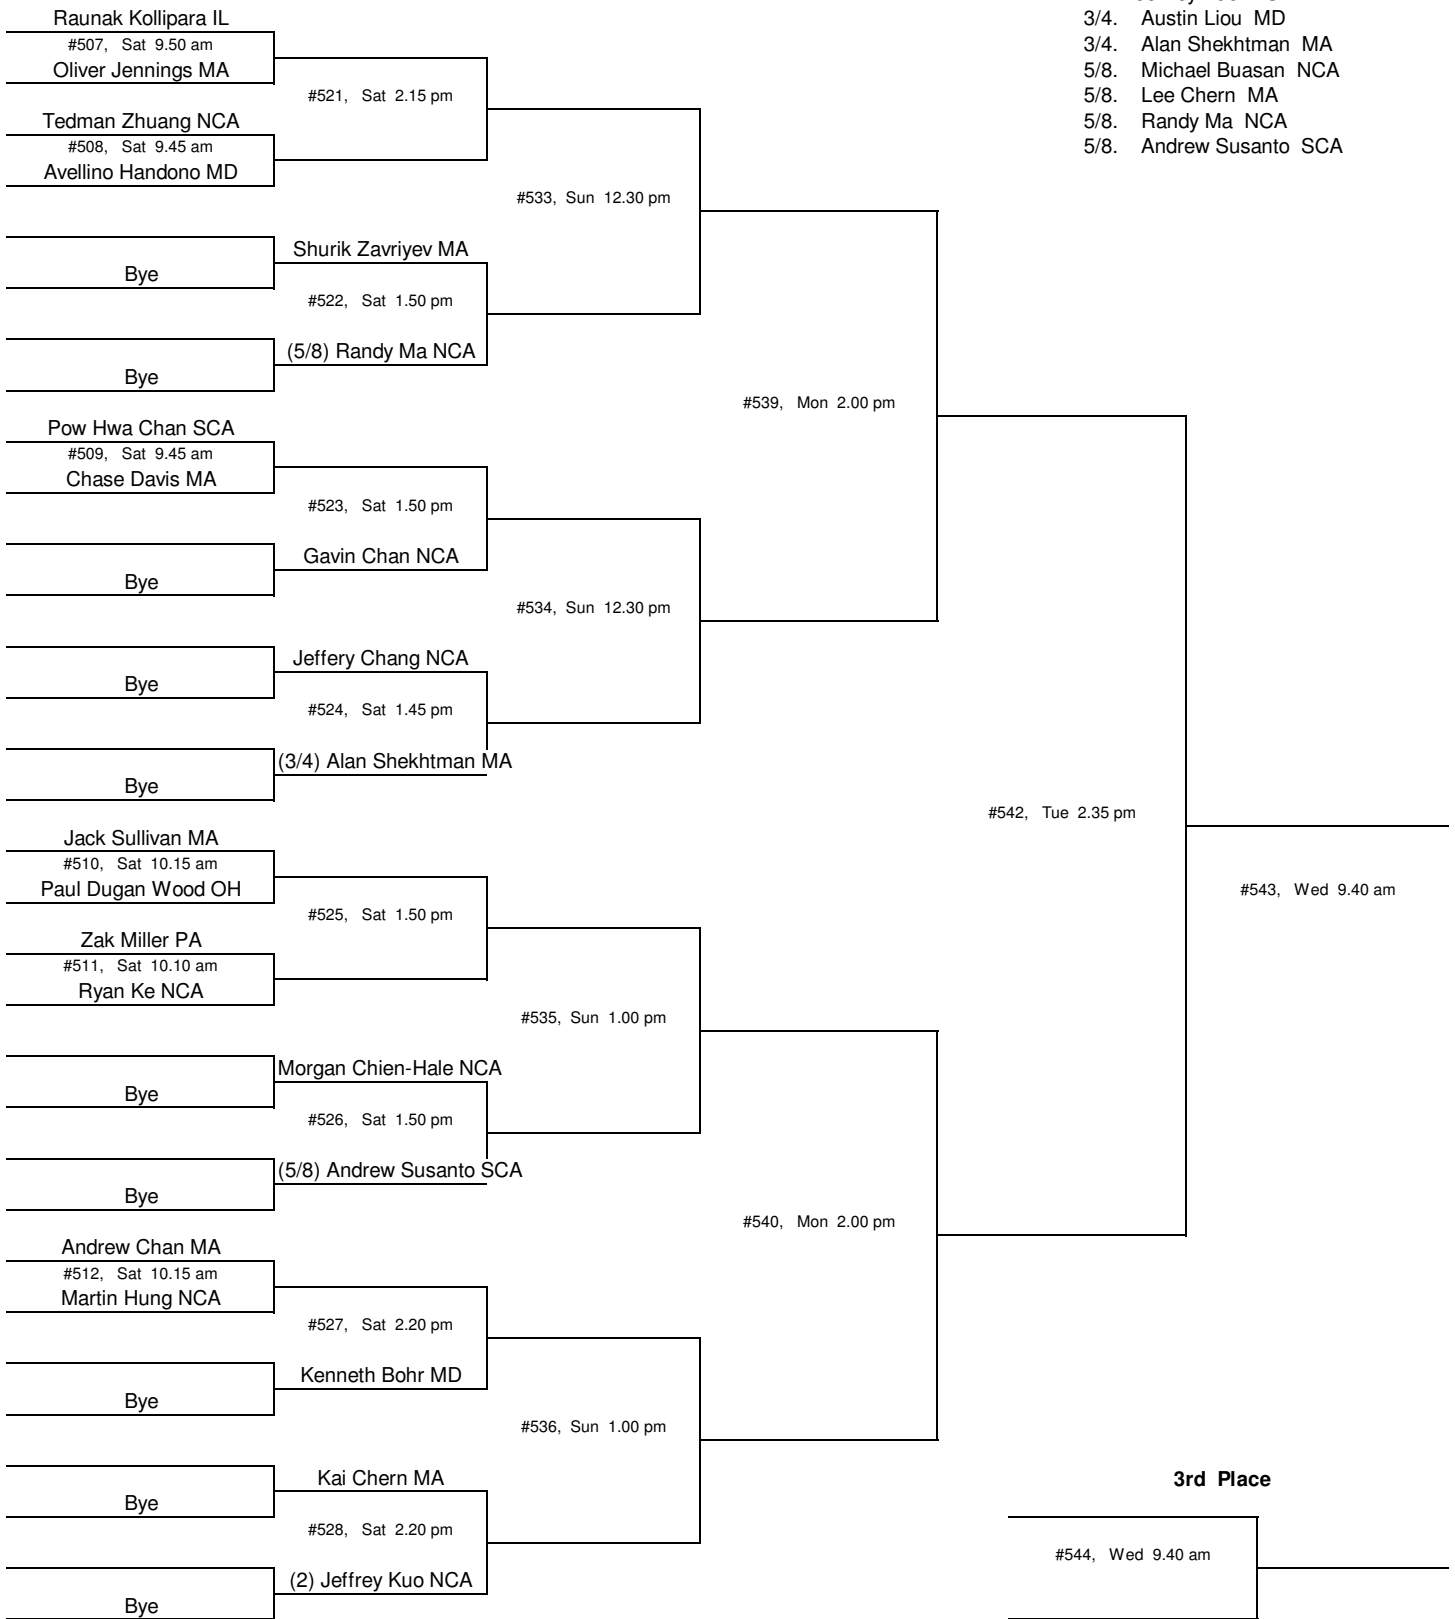 Raunak Kollipara IL
#507, Sat 9.50 am
Oliver Jennings MA
#521, Sat 2.15 pm
Tedman Zhuang NCA
#508, Sat 9.45 am
Avellino Handono MD
#533, Sun 12.30 pm
Bye
Shurik Zavriyev MA
#522, Sat 1.50 pm
(5/8) Randy Ma NCA
Bye
#539, Mon 2.00 pm
Pow Hwa Chan SCA
#509, Sat 9.45 am
Chase Davis MA
#523, Sat 1.50 pm
Gavin Chan NCA
Bye
#534, Sun 12.30 pm
Jeffery Chang NCA
Bye
#524, Sat 1.45 pm
(3/4) Alan Shekhtman MA
Bye
#542, Tue 2.35 pm
Jack Sullivan MA
#510, Sat 10.15 am
Paul Dugan Wood OH
#543, Wed 9.40 am
#525, Sat 1.50 pm
Zak Miller PA
#511, Sat 10.10 am
Ryan Ke NCA
#535, Sun 1.00 pm
Morgan Chien-Hale NCA
Bye
#526, Sat 1.50 pm
(5/8) Andrew Susanto SCA
Bye
#540, Mon 2.00 pm
Andrew Chan MA
#512, Sat 10.15 am
Martin Hung NCA
#527, Sat 2.20 pm
Kenneth Bohr MD
Bye
#536, Sun 1.00 pm
Kai Chern MA
Bye
#528, Sat 2.20 pm
(2) Jeffrey Kuo NCA
Bye
3/4. Austin Liou MD
3/4. Alan Shekhtman MA
5/8. Michael Buasan NCA
5/8. Lee Chern MA
5/8. Randy Ma NCA
5/8. Andrew Susanto SCA
3rd Place
#544, Wed 9.40 am